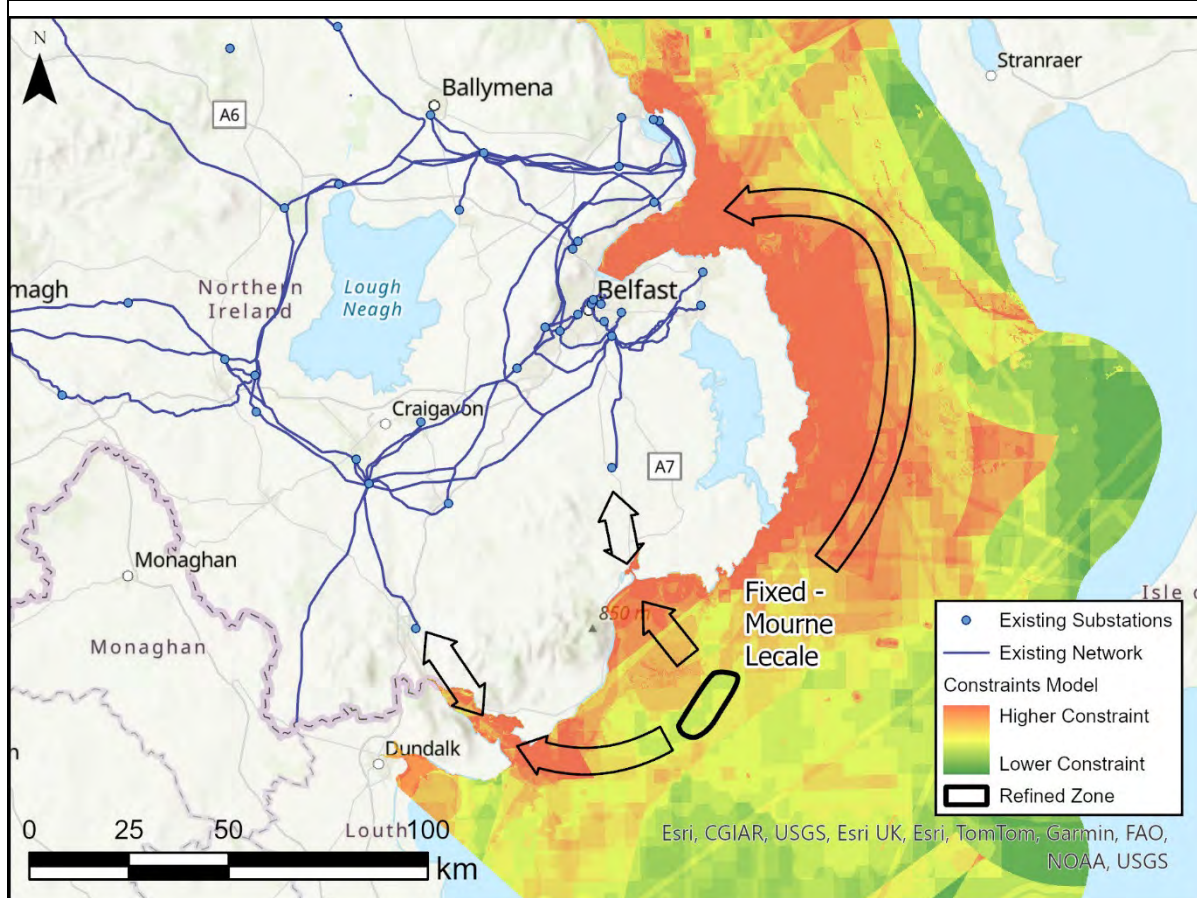 N
Stranraer
Ballymena
A6
Northern
Ireland
Lough
Neagh
Belfast
magh
Craigavon
A7
Monaghan
Monaghan
850 m
Fixed -
Mourne
Lecale
Isle o
Existing Substations
Existing Network
Constraints Model
Higher Constraint
Lower Constraint
Refined Zone
Dundalk
n
Louth
0 25 50 100
km
Esri, CGIAR, USGS, Esri UK, Esri, TomTom, Garmin, FAO,
NOAA, USGS